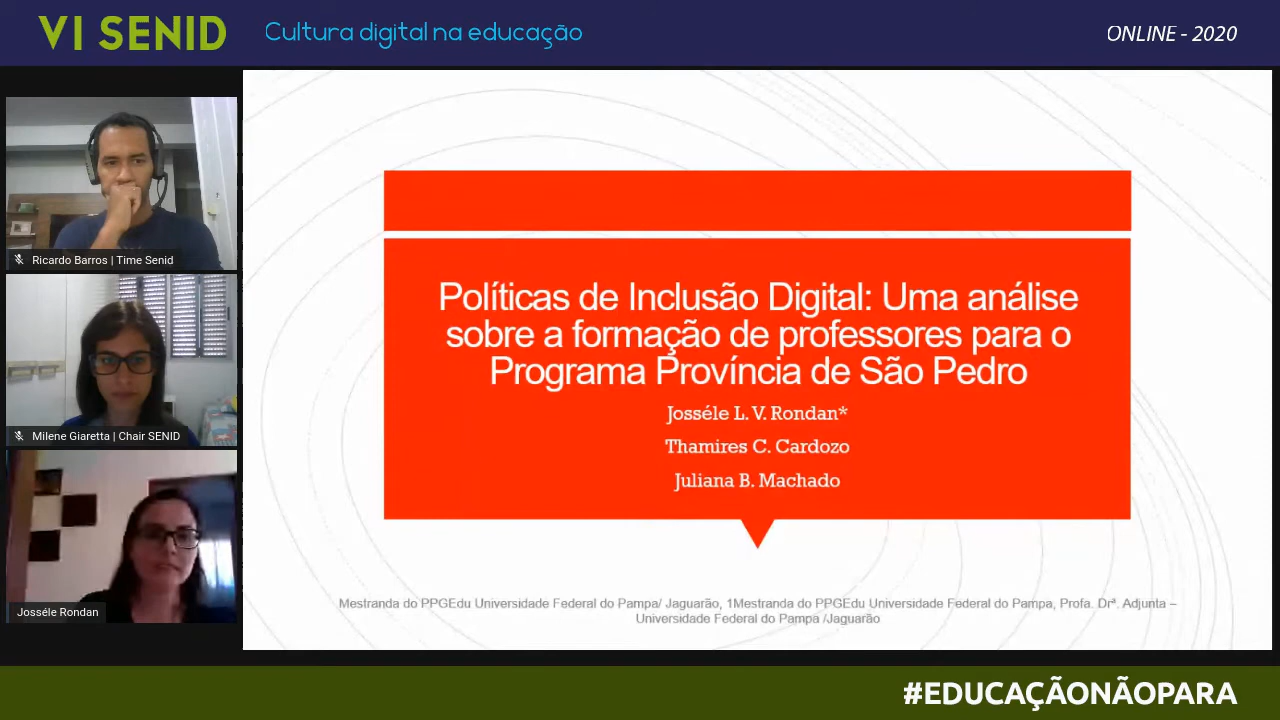 VI SENID
Cultura digital na educação
ONLINE - 2020
Ricardo Barros | Time Senid
Milene Giaretta | Chair SENID
Josséle Rondan
Políticas de Inclusão Digital: Uma análise
sobre a formação de professores para o
Programa Província de São Pedro
Josséle L. V. Rondan*
Thamires C. Cardozo
Juliana B. Machado
Mestranda do PPGEdu Universidade Federal do Pampa/ Jaguarão, 1Mestranda do PPGEdu Universidade Federal do Pampa, Profa. Drª. Adjunta –
Universidade Federal do Pampa /Jaguarão
#EDUCAÇÃONÃOPARA